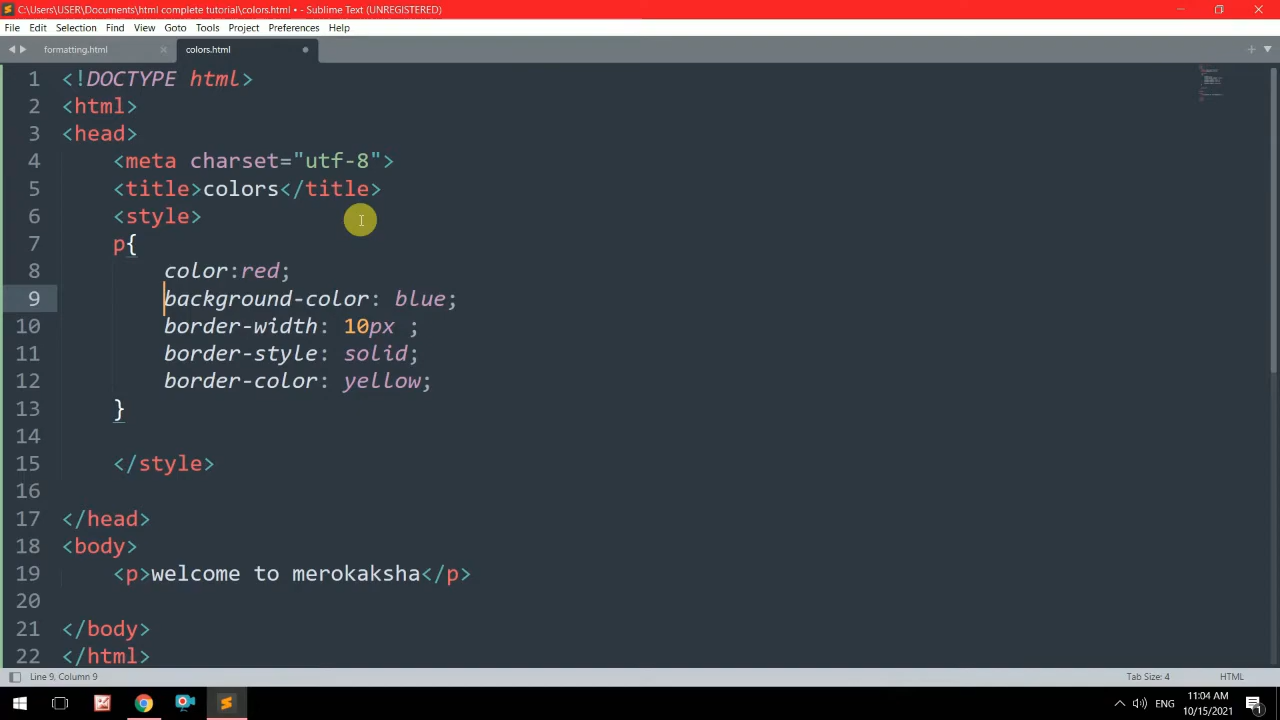 C:\Users\USER\Documents\html complete tutorial\colors.html • - Sublime Text (UNREGISTERED)
File Edit Selection Find View Goto Tools Project Preferences Help
formatting.html colors.html
1 <!DOCTYPE html>
2 <html>
3 <head>
4 <meta charset="utf-8">
5 <title>colors</title>
6 <style>
7 p{
8 color:red;
9 background-color: blue;
10 border-width: 10px ;
11 border-style: solid;
12 border-color: yellow;
13 }
14
15 </style>
16
17 </head>
18 <body>
19 <p>welcome to merokaksha</p>
20
21 </body>
22 </html>
Line 9, Column 9 Tab Size: 4 HTML
ENG 11:04 AM
10/15/2021 1